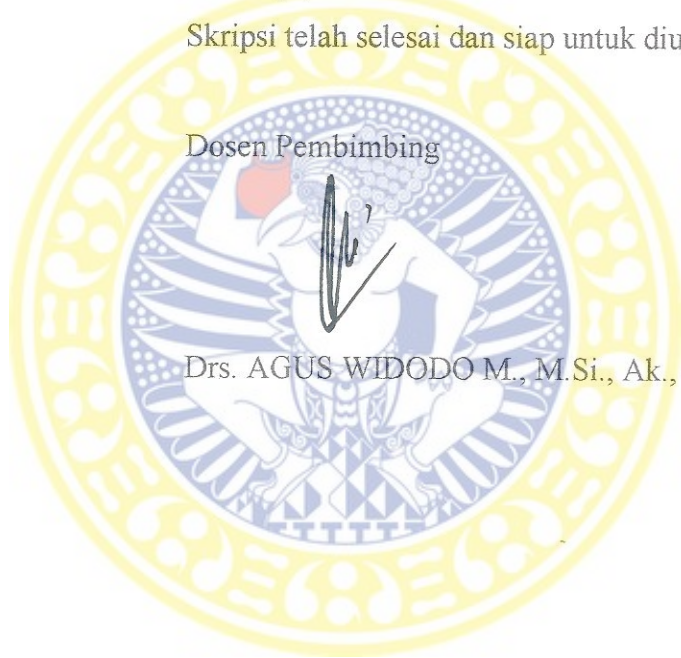 Skripsi telah selesai dan siap untuk diu
Dosen Pembimbing
Drs. AGUS WIDODO M., M.Si., Ak.,